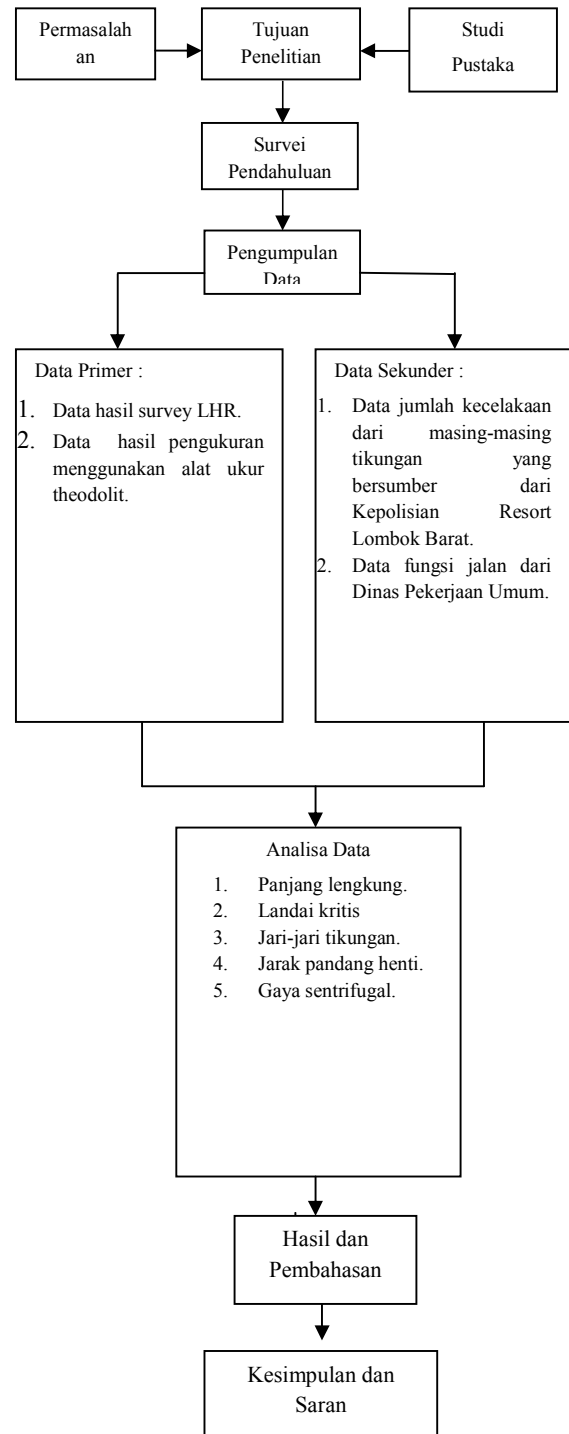 Permasalah
an
Tujuan
Penelitian
Studi
Pustaka
Survei
Pendahuluan
Pengumpulan
Data
Data Primer :
1. Data hasil survey LHR.
2. Data hasil pengukuran
menggunakan alat ukur
theodolit.
Data Sekunder :
1. Data jumlah kecelakaan
dari masing-masing
tikungan yang
bersumber dari
Kepolisian Resort
Lombok Barat.
2. Data fungsi jalan dari
Dinas Pekerjaan Umum.
Analisa Data
1. Panjang lengkung.
2. Landai kritis
3. Jari-jari tikungan.
4. Jarak pandang henti.
5. Gaya sentrifugal.
Hasil dan
Pembahasan
Kesimpulan dan
Saran